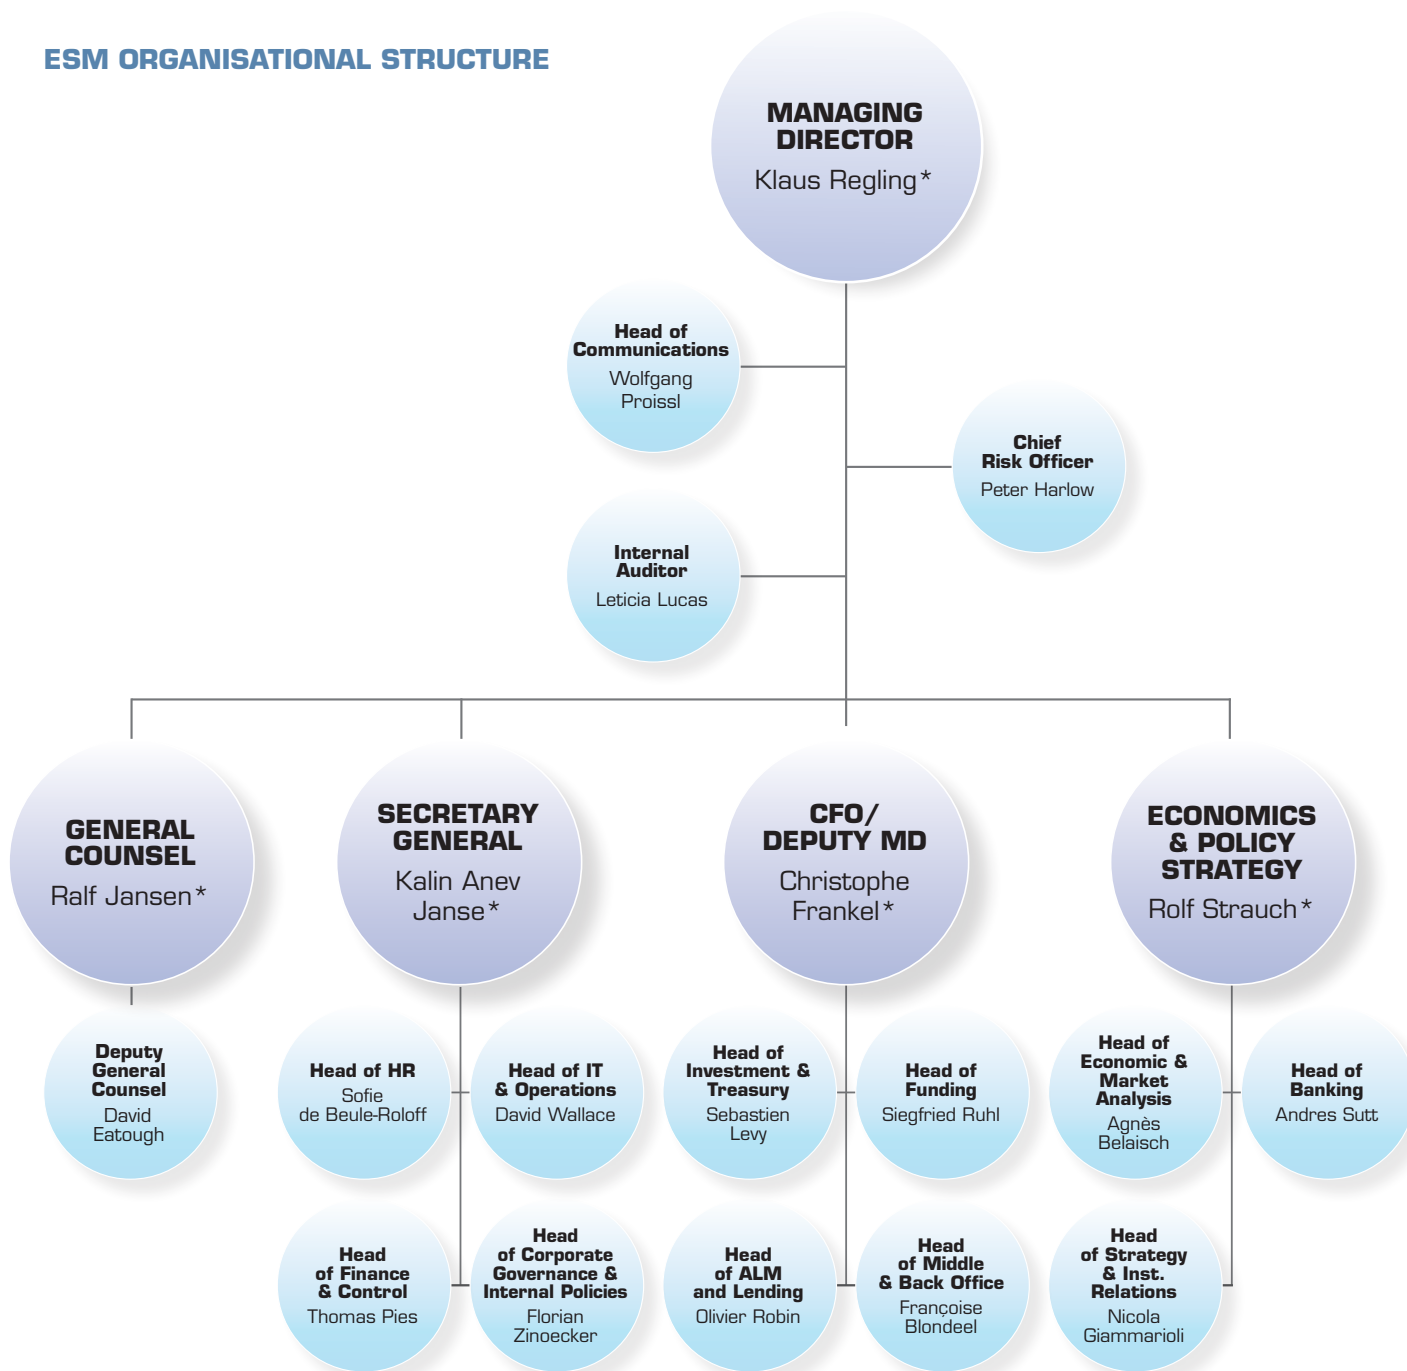 ESM ORGANISATIONAL STRUCTURE
MANAGING
DIRECTOR
Klaus Regling*
Head of
Communications
Wolfgang
Proissl
Chief
Risk Officer
Peter Harlow
Internal
Auditor
Leticia Lucas
GENERAL
COUNSEL
Ralf Jansen*
SECRETARY
GENERAL
Kalin Anev
Janse*
CFO/
DEPUTY MD
Christophe
Frankel*
ECONOMICS
& POLICY
STRATEGY
Rolf Strauch*
Deputy
General
Counsel
David
Eatough
Head of HR
Sofie
de Beule-Roloff
Head of IT
& Operations
David Wallace
Head of
Investment &
Treasury
Sebastien
Levy
Head of
Funding
Siegfried Ruhl
Head of
Economic &
Market
Analysis
Agnès
Belaisch
Head of
Banking
Andres Sutt
Head
of Finance
& Control
Thomas Pies
Head
of Corporate
Governance &
Internal Policies
Florian
Zinoecker
Head
of ALM
and Lending
Olivier Robin
Head
of Middle
& Back Office
Françoise
Blondeel
Head
of Strategy
& Inst.
Relations
Nicola
Giammarioli